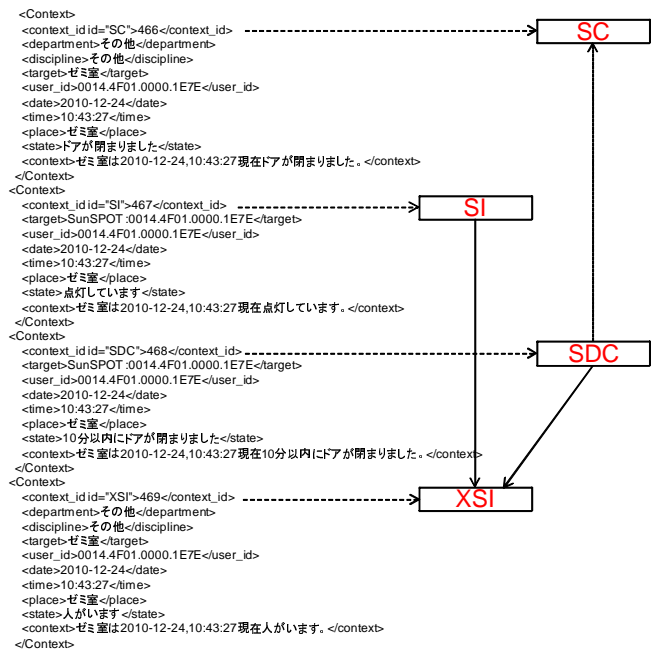 <Context>
<context_id id="SC">466</context_id>
SC
<department>その他</department>
<discipline>その他</discipline>
<target>ゼミ室</target>
<user_id>0014.4F01.0000.1E7E</user_id>
<date>2010-12-24</date>
<time>10:43:27</time>
<place>ゼミ室</place>
<state>ドアが閉まりました</state>
<context>ゼミ室は2010-12-24,10:43:27現在ドアが閉まりました。</context>
</Context>
<Context>
<context_id id="SI">467</context_id>
SI
<target>SunSPOT :0014.4F01.0000.1E7E</target>
<user_id>0014.4F01.0000.1E7E</user_id>
<date>2010-12-24</date>
<time>10:43:27</time>
<place>ゼミ室</place>
<state>点灯しています</state>
<context>ゼミ室は2010-12-24,10:43:27現在点灯しています。</context>
</Context>
<Context>
<context_id id="SDC">468</context_id>
SDC
<target>SunSPOT :0014.4F01.0000.1E7E</target>
<user_id>0014.4F01.0000.1E7E</user_id>
<date>2010-12-24</date>
<time>10:43:27</time>
<place>ゼミ室</place>
<state>10分以内にドアが閉まりました</state>
<context>ゼミ室は2010-12-24,10:43:27現在10分以内にドアが閉まりました。</context>
</Context>
<Context>
<context_id id="XSI">469</context_id>
XSI
<department>その他</department>
<discipline>その他</discipline>
<target>ゼミ室</target>
<user_id>0014.4F01.0000.1E7E</user_id>
<date>2010-12-24</date>
<time>10:43:27</time>
<place>ゼミ室</place>
<state>人がいます</state>
<context>ゼミ室は2010-12-24,10:43:27現在人がいます。</context>
</Context>